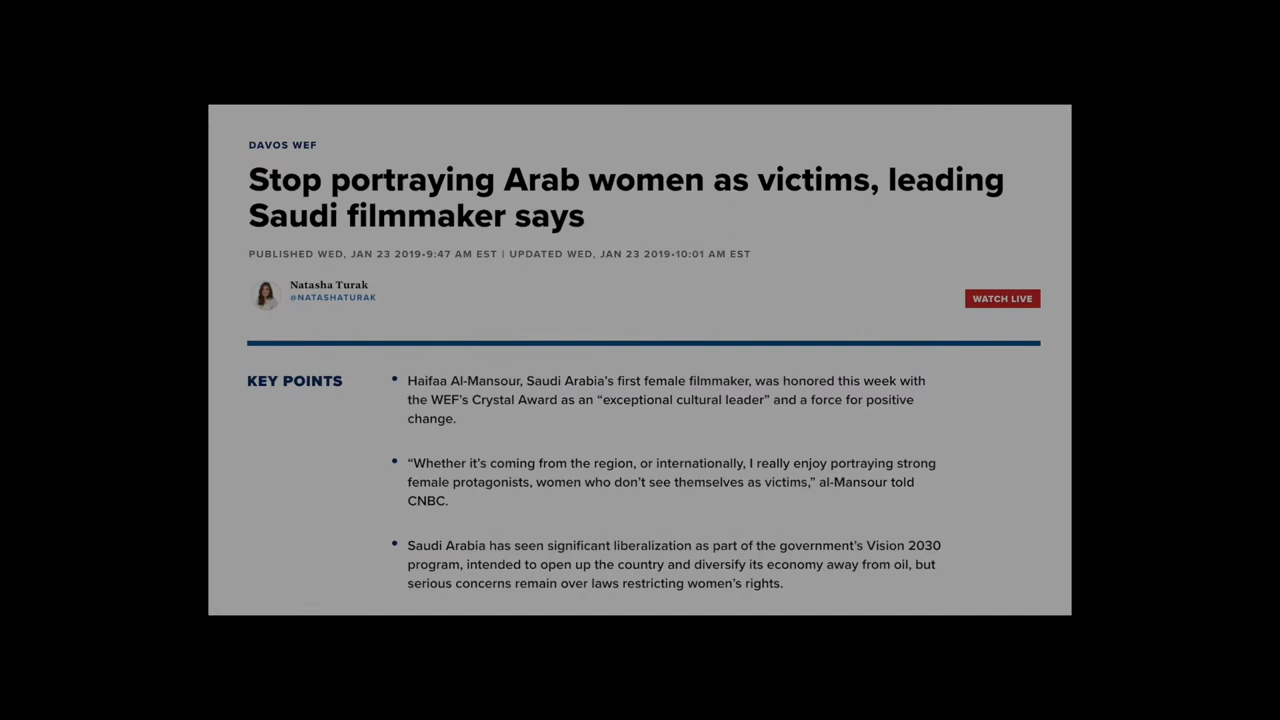 DAVOS WEF
Stop portraying Arab women as victims, leading
Saudi filmmaker says
PUBLISHED WED, JAN 23 2019•9:47 AM EST | UPDATED WED, JAN 23 2019•10:01 AM EST
Natasha Turak
@NATASHATURAK
WATCH LIVE
KEY POINTS
• Haifaa Al-Mansour, Saudi Arabia’s first female filmmaker, was honored this week with
the WEF’s Crystal Award as an “exceptional cultural leader” and a force for positive
change.
• “Whether it’s coming from the region, or internationally, I really enjoy portraying strong
female protagonists, women who don’t see themselves as victims,” al-Mansour told
CNBC.
• Saudi Arabia has seen significant liberalization as part of the government’s Vision 2030
program, intended to open up the country and diversify its economy away from oil, but
serious concerns remain over laws restricting women’s rights.